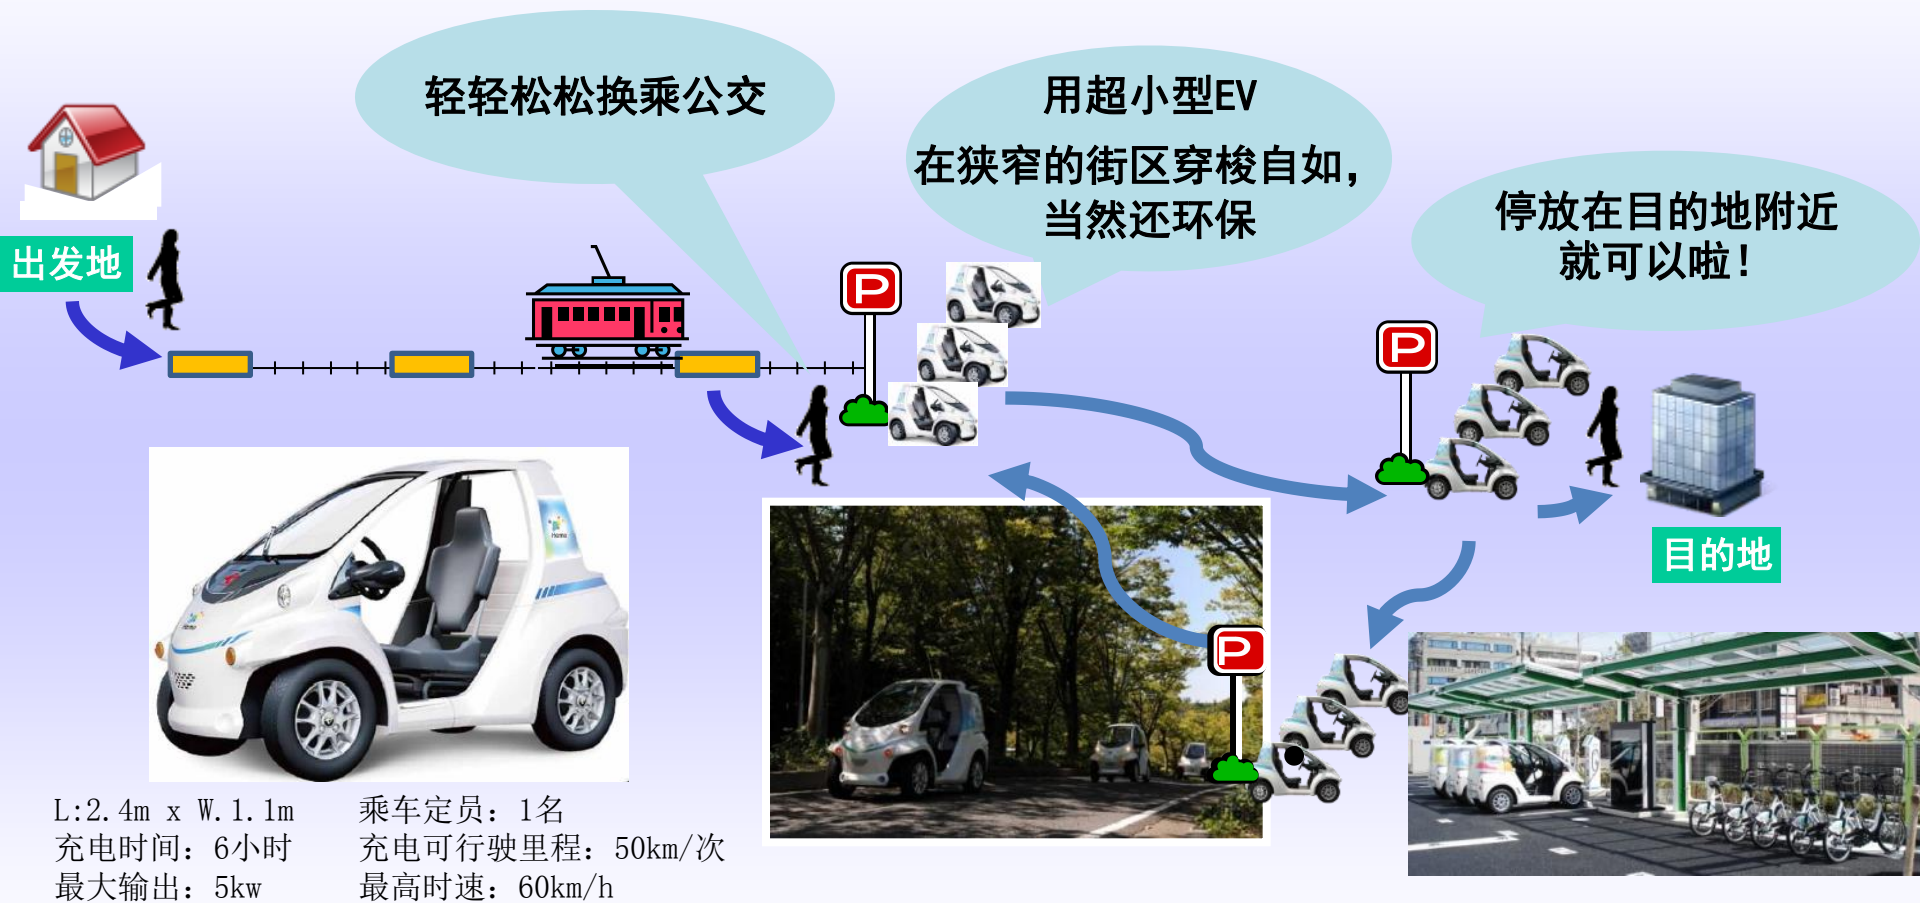 轻轻松松换乘公交
用超小型EV
在狭窄的街区穿梭自如，
当然还环保
停放在目的地附近
就可以啦！
出发地
P
P
目的地
Hamo
Hamo
P
L:2.4m x W.1.1m 乘车定员：1名
充电时间：6小时 充电可行驶里程：50km/次
最大输出：5kw 最高时速：60km/h